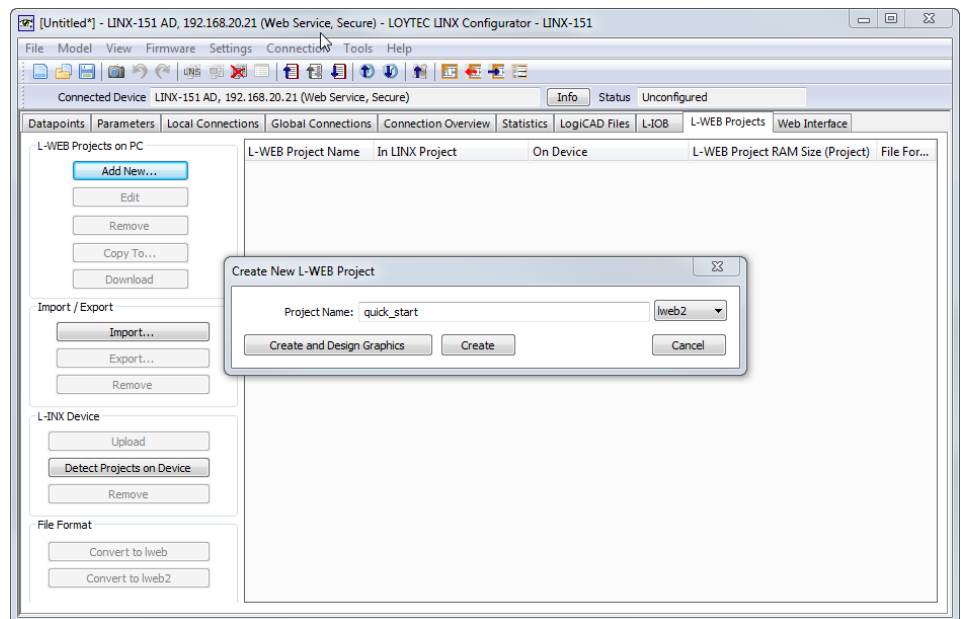 [Untitled*] - LINX-151 AD, 192.168.20.21 (Web Service, Secure) - LOYTEC LINX Configurator - LINX-151
File Model View Firmware Settings Connection Tools Help
UNS
Connected Device LINX-151 AD, 192.168.20.21 (Web Service, Secure) Info Status Unconfigured
Datapoints Parameters Local Connections Global Connections Connection Overview Statistics LogiCAD Files L-IOB L-WEB Projects Web Interface
L-WEB Projects on PC
L-WEB Project Name In LINX Project On Device L-WEB Project RAM Size (Project) File For...
Add New...
Edit
Remove
Copy To...
Download
Create New L-WEB Project
Project Name: quick_start lweb2
Create and Design Graphics Create Cancel
Import / Export
Import...
Export...
Remove
L-INX Device
Upload
Detect Projects on Device
Remove
File Format
Convert to lweb
Convert to lweb2